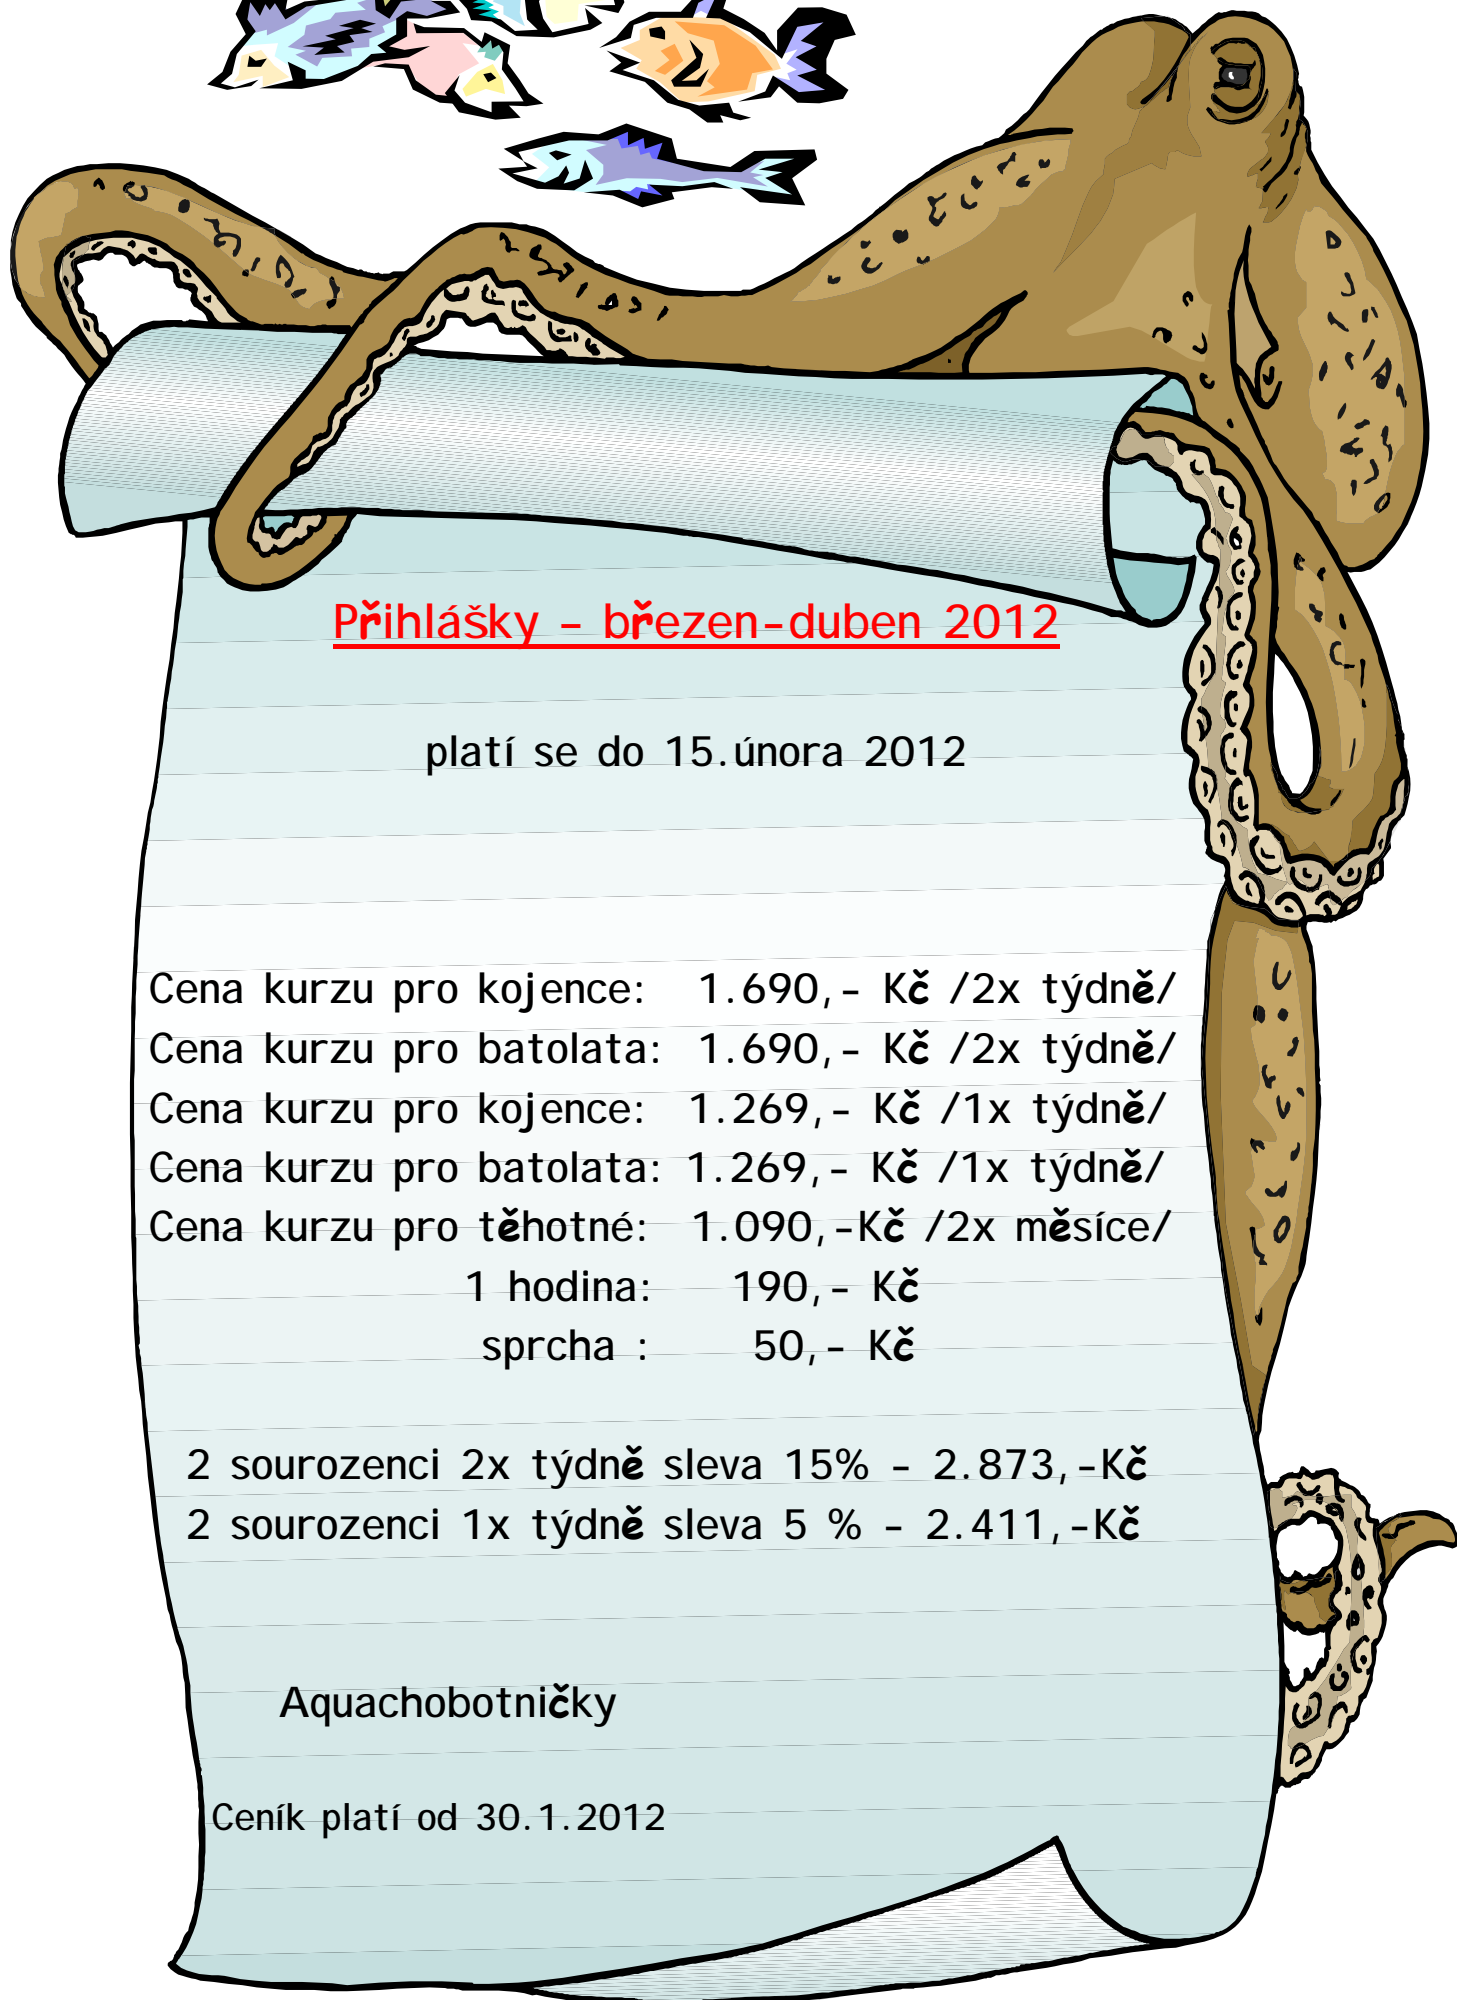 Přihlášky – březen-duben 2012
platí se do 15.února 2012
Cena kurzu pro kojence: 1.690,- Kč /2x týdně/
Cena kurzu pro batolata: 1.690,- Kč /2x týdně/
Cena kurzu pro kojence: 1.269,- Kč /1x týdně/
Cena kurzu pro batolata: 1.269,- Kč /1x týdně/
Cena kurzu pro těhotné: 1.090,-Kč /2x měsíce/
1 hodina: 190,- Kč
sprcha : 50,- Kč
2 sourozenci 2x týdně sleva 15% - 2.873,-Kč
2 sourozenci 1x týdně sleva 5 % - 2.411,-Kč
Aquachobotničky
Ceník platí od 30.1.2012